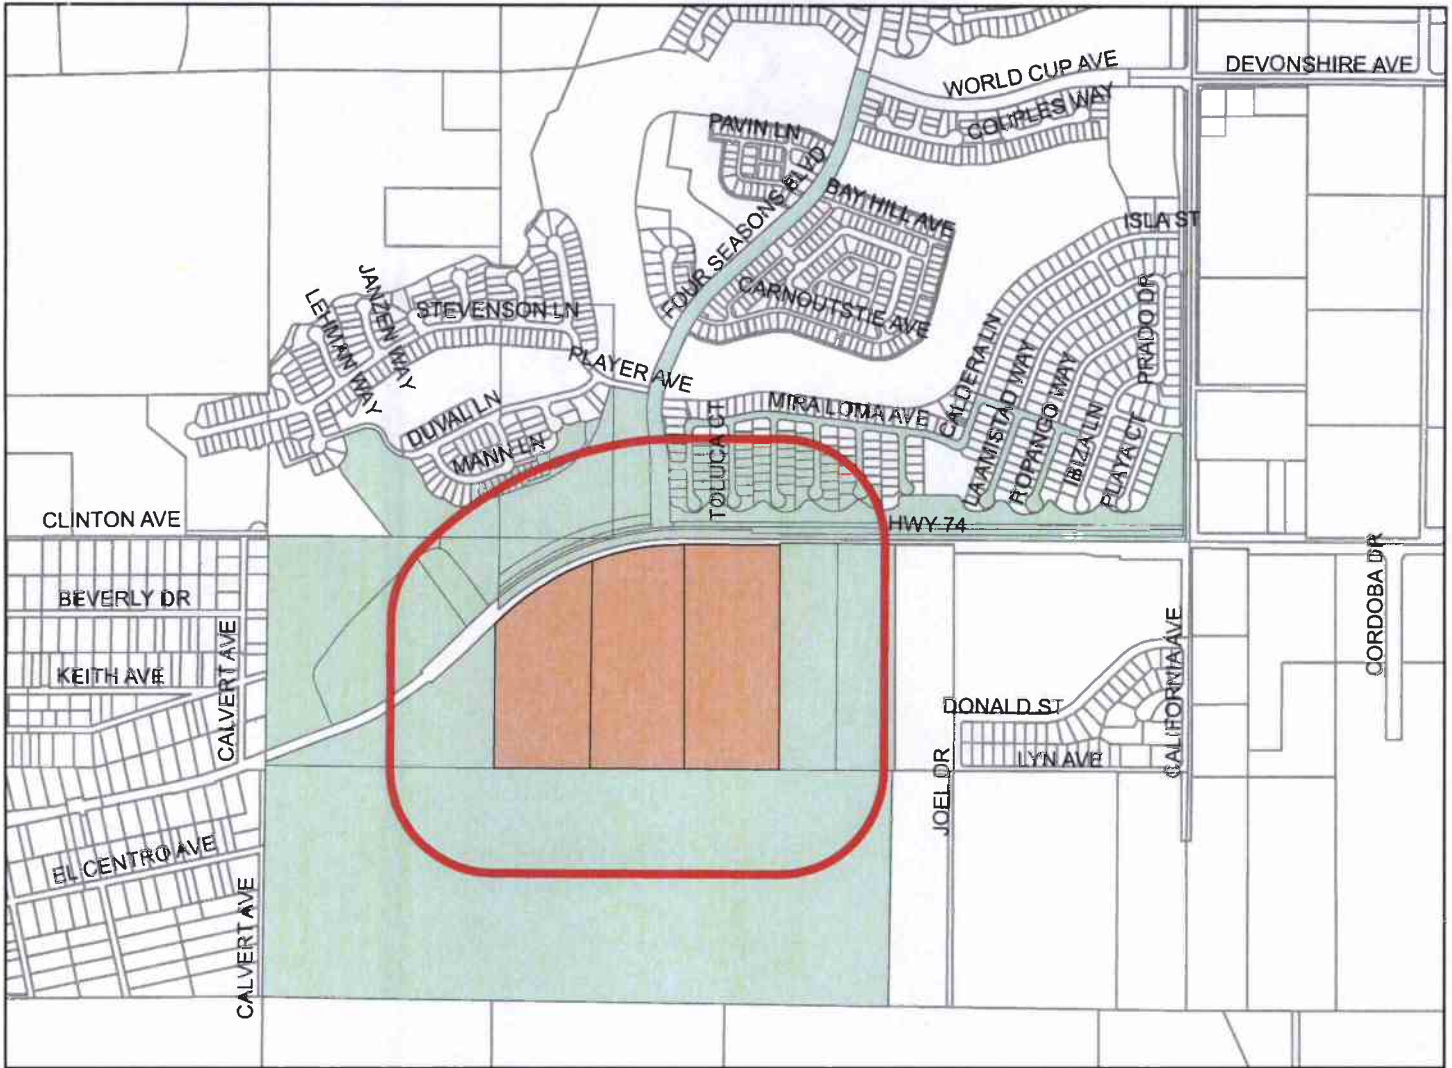 WORLD CUP AVE
DEVONSHIRE AVE
COUPLES WAY
PAVIN LN
FOUR SEASONS BLVD
BAY HILL AVE
ISLA ST
JANZEN WAY
LEHMAN WAY
STEVENSON LN
CARNOUTSTIE AVE
PRADO DR
PLAYER AVE
CALDERA LN
DUVAL LN
MIRA LOMA AVE
LAAMSTAD WAY
ROPANGO WAY
IBIZA LN
PLAYA CT
MANN LN
TOLUCA CT
CLINTON AVE
HWY 74
CORDOBA DR
BEVERLY DR
CALVERT AVE
KEITH AVE
CALIFORNIA AVE
DONALD ST
LYN AVE
JOEL DR
EL CENTRO AVE
CALVERT AVE